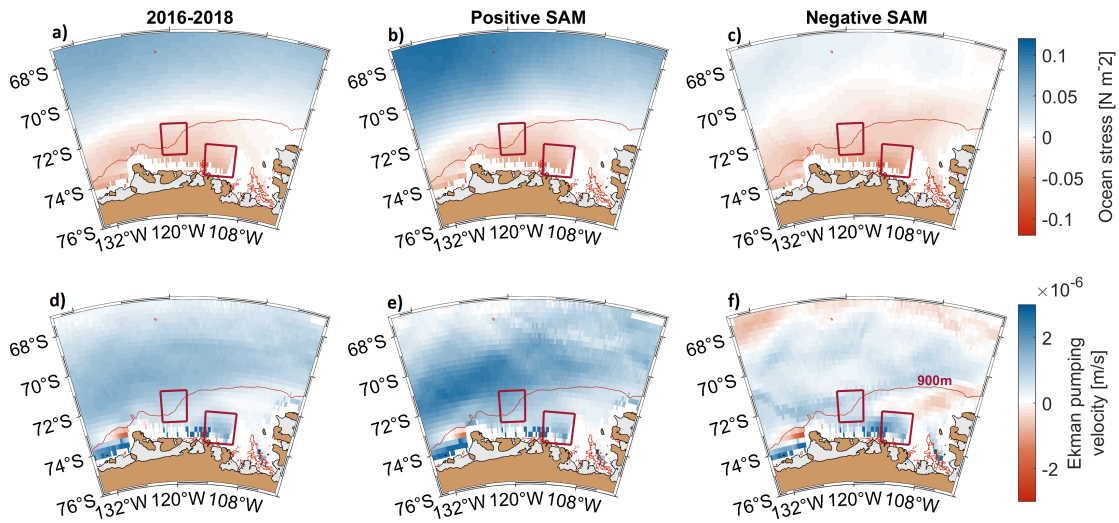 2016-2018
Positive SAM
Negative SAM
a)
b)
c)
68°S
70°S
72°S
74°S
76°S
132°W
120°W
108°W
68°S
70°S
72°S
74°S
76°S
132°W
120°W
108°W
68°S
70°S
72°S
74°S
76°S
132°W
120°W
108°W
0.1
0.05
0
-0.05
-0.1
Ocean stress [N m-2]
d)
e)
f)
68°S
70°S
72°S
74°S
76°S
132°W
120°W
108°W
68°S
70°S
72°S
74°S
76°S
132°W
120°W
108°W
68°S
70°S
72°S
74°S
76°S
132°W
120°W
108°W
900m
×10-6
2
0
-2
Ekman pumping
velocity [m/s]